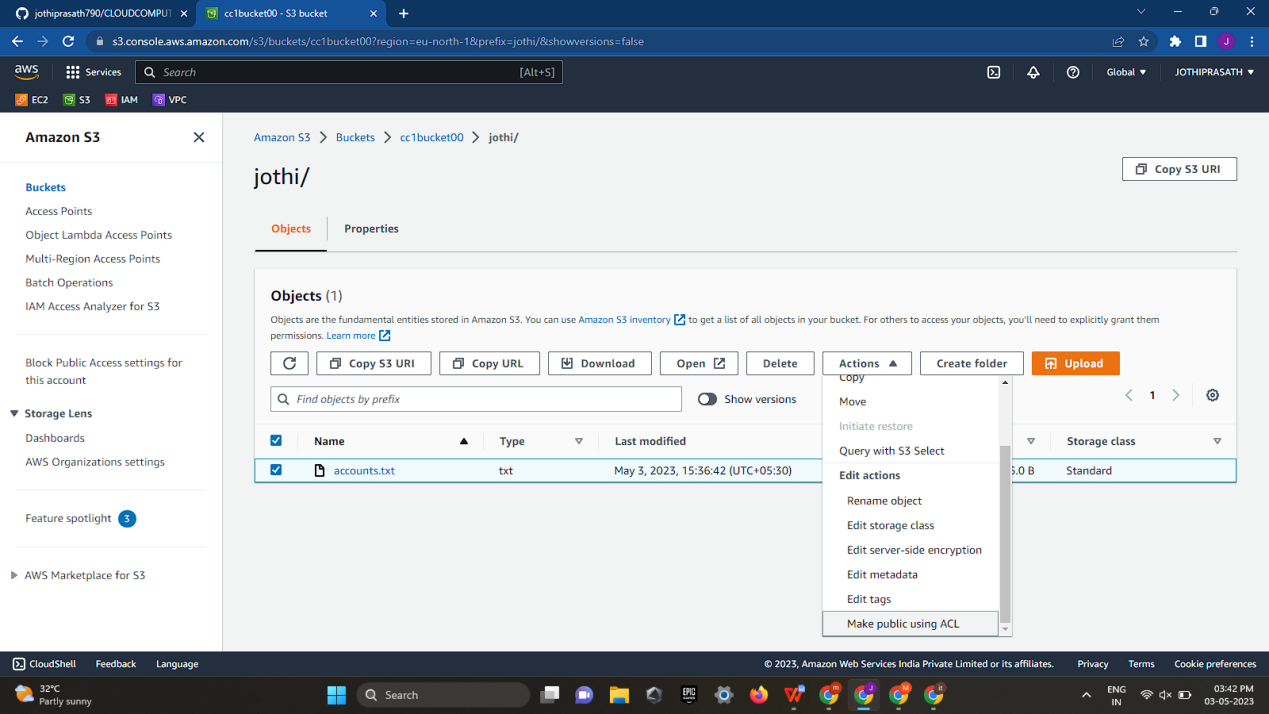 jothiprasath790/CLOUDCOMPUT
cc1bucket00 - S3 bucket
s3.console.aws.amazon.com/s3/buckets/cc1bucket00?region=eu-north-1&prefix=jothi/&showversions=false
J
aws
Services
Search
[Alt+S]
Global
JOTHIPRASATH
EC2
S3
IAM
VPC
Amazon S3
Buckets
Access Points
Object Lambda Access Points
Multi-Region Access Points
Batch Operations
IAM Access Analyzer for S3
Block Public Access settings for
this account
Storage Lens
Dashboards
AWS Organizations settings
Feature spotlight 3
AWS Marketplace for S3
Amazon S3 > Buckets > cc1bucket00 > jothi/
jothi/
Copy S3 URI
Objects
Properties
Objects (1)
Objects are the fundamental entities stored in Amazon S3. You can use Amazon S3 inventory to get a list of all objects in your bucket. For others to access your objects, you'll need to explicitly grant them
permissions. Learn more
Copy S3 URI
Copy URL
Download
Open
Delete
Actions
Create folder
Upload
Find objects by prefix
Show versions
1
Name
Type
Last modified
Storage class
accounts.txt
txt
May 3, 2023, 15:36:42 (UTC+05:30)
.0 B
Standard
Copy
Move
Initiate restore
Query with S3 Select
Edit actions
Rename object
Edit storage class
Edit server-side encryption
Edit metadata
Edit tags
Make public using ACL
CloudShell
Feedback
Language
© 2023, Amazon Web Services India Private Limited or its affiliates.
Privacy
Terms
Cookie preferences
32°C
Partly sunny
Search
EPIC
ENG
IN
03:42 PM
03-05-2023